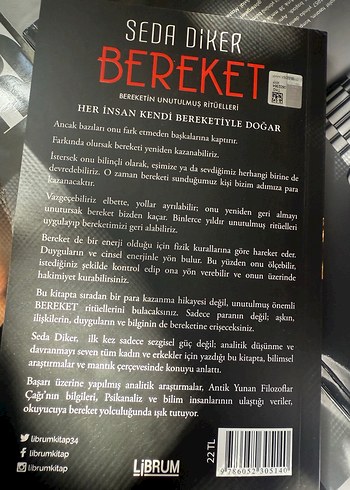 SEDA DİKER
BEREKET
BEREKETİN UNUTULMUŞ RİTÜELLERİ
HER İNSAN KENDİ BEREKETİYLE DOĞAR
Ancak bazıları onu fark etmeden başkalarına kaptırır.
Farkında olursak bereketi yeniden kazanabiliriz.
İstersek onu bilinçli olarak, eşimize ya da sevdiğimiz herhangi birine de
devredebiliriz. O zaman bereketi sunduğumuz kişi bizim adımıza para
kazanacaktır.
Vazgeçebiliriz elbette, yollar ayrılabilir; onu yeniden geri almayı
unutursak bereket bizden kaçar. Binlerce yıldır unutulmuş ritüelleri
uygulayıp bereketimizi geri alabiliriz.
Bereket de bir enerji olduğu için fizik kurallarına göre hareket eder.
Duyguların ve cinsel enerjinle yön bulur. Bu yüzden onu ölçebilir,
istediğiniz şekilde kontrol edip ona yön verebilir ve onun üzerinde
hakimiyet kurabilirsiniz.
Bu kitapta sıradan bir para kazanma hikayesi değil, unutulmuş önemli
BEREKET ritüellerini bulacaksınız. Sadece paranın değil; aşkın,
ilişkilerin, duyguların ve bilginin de bereketine erişeceksiniz.
Seda Diker, ilk kez sadece sezgisel güç değil; analitik düşünme ve
davranmayı seven tüm kadın ve erkekler için yazdığı bu kitapta, bilimsel
araştırmalar ve mantık çerçevesinde konuyu anlattı.
Başarı üzerine yapılmış analitik araştırmalar, Antik Yunan Filozoflar
Çağı'nın bilgileri, Psikanaliz ve bilim insanlarının ulaştığı veriler,
okuyucuya bereket yolculuğunda ışık tutuyor.
librumkitap34
librumkitap
librumkitap
LiBRUM
22 TL
9786052305140